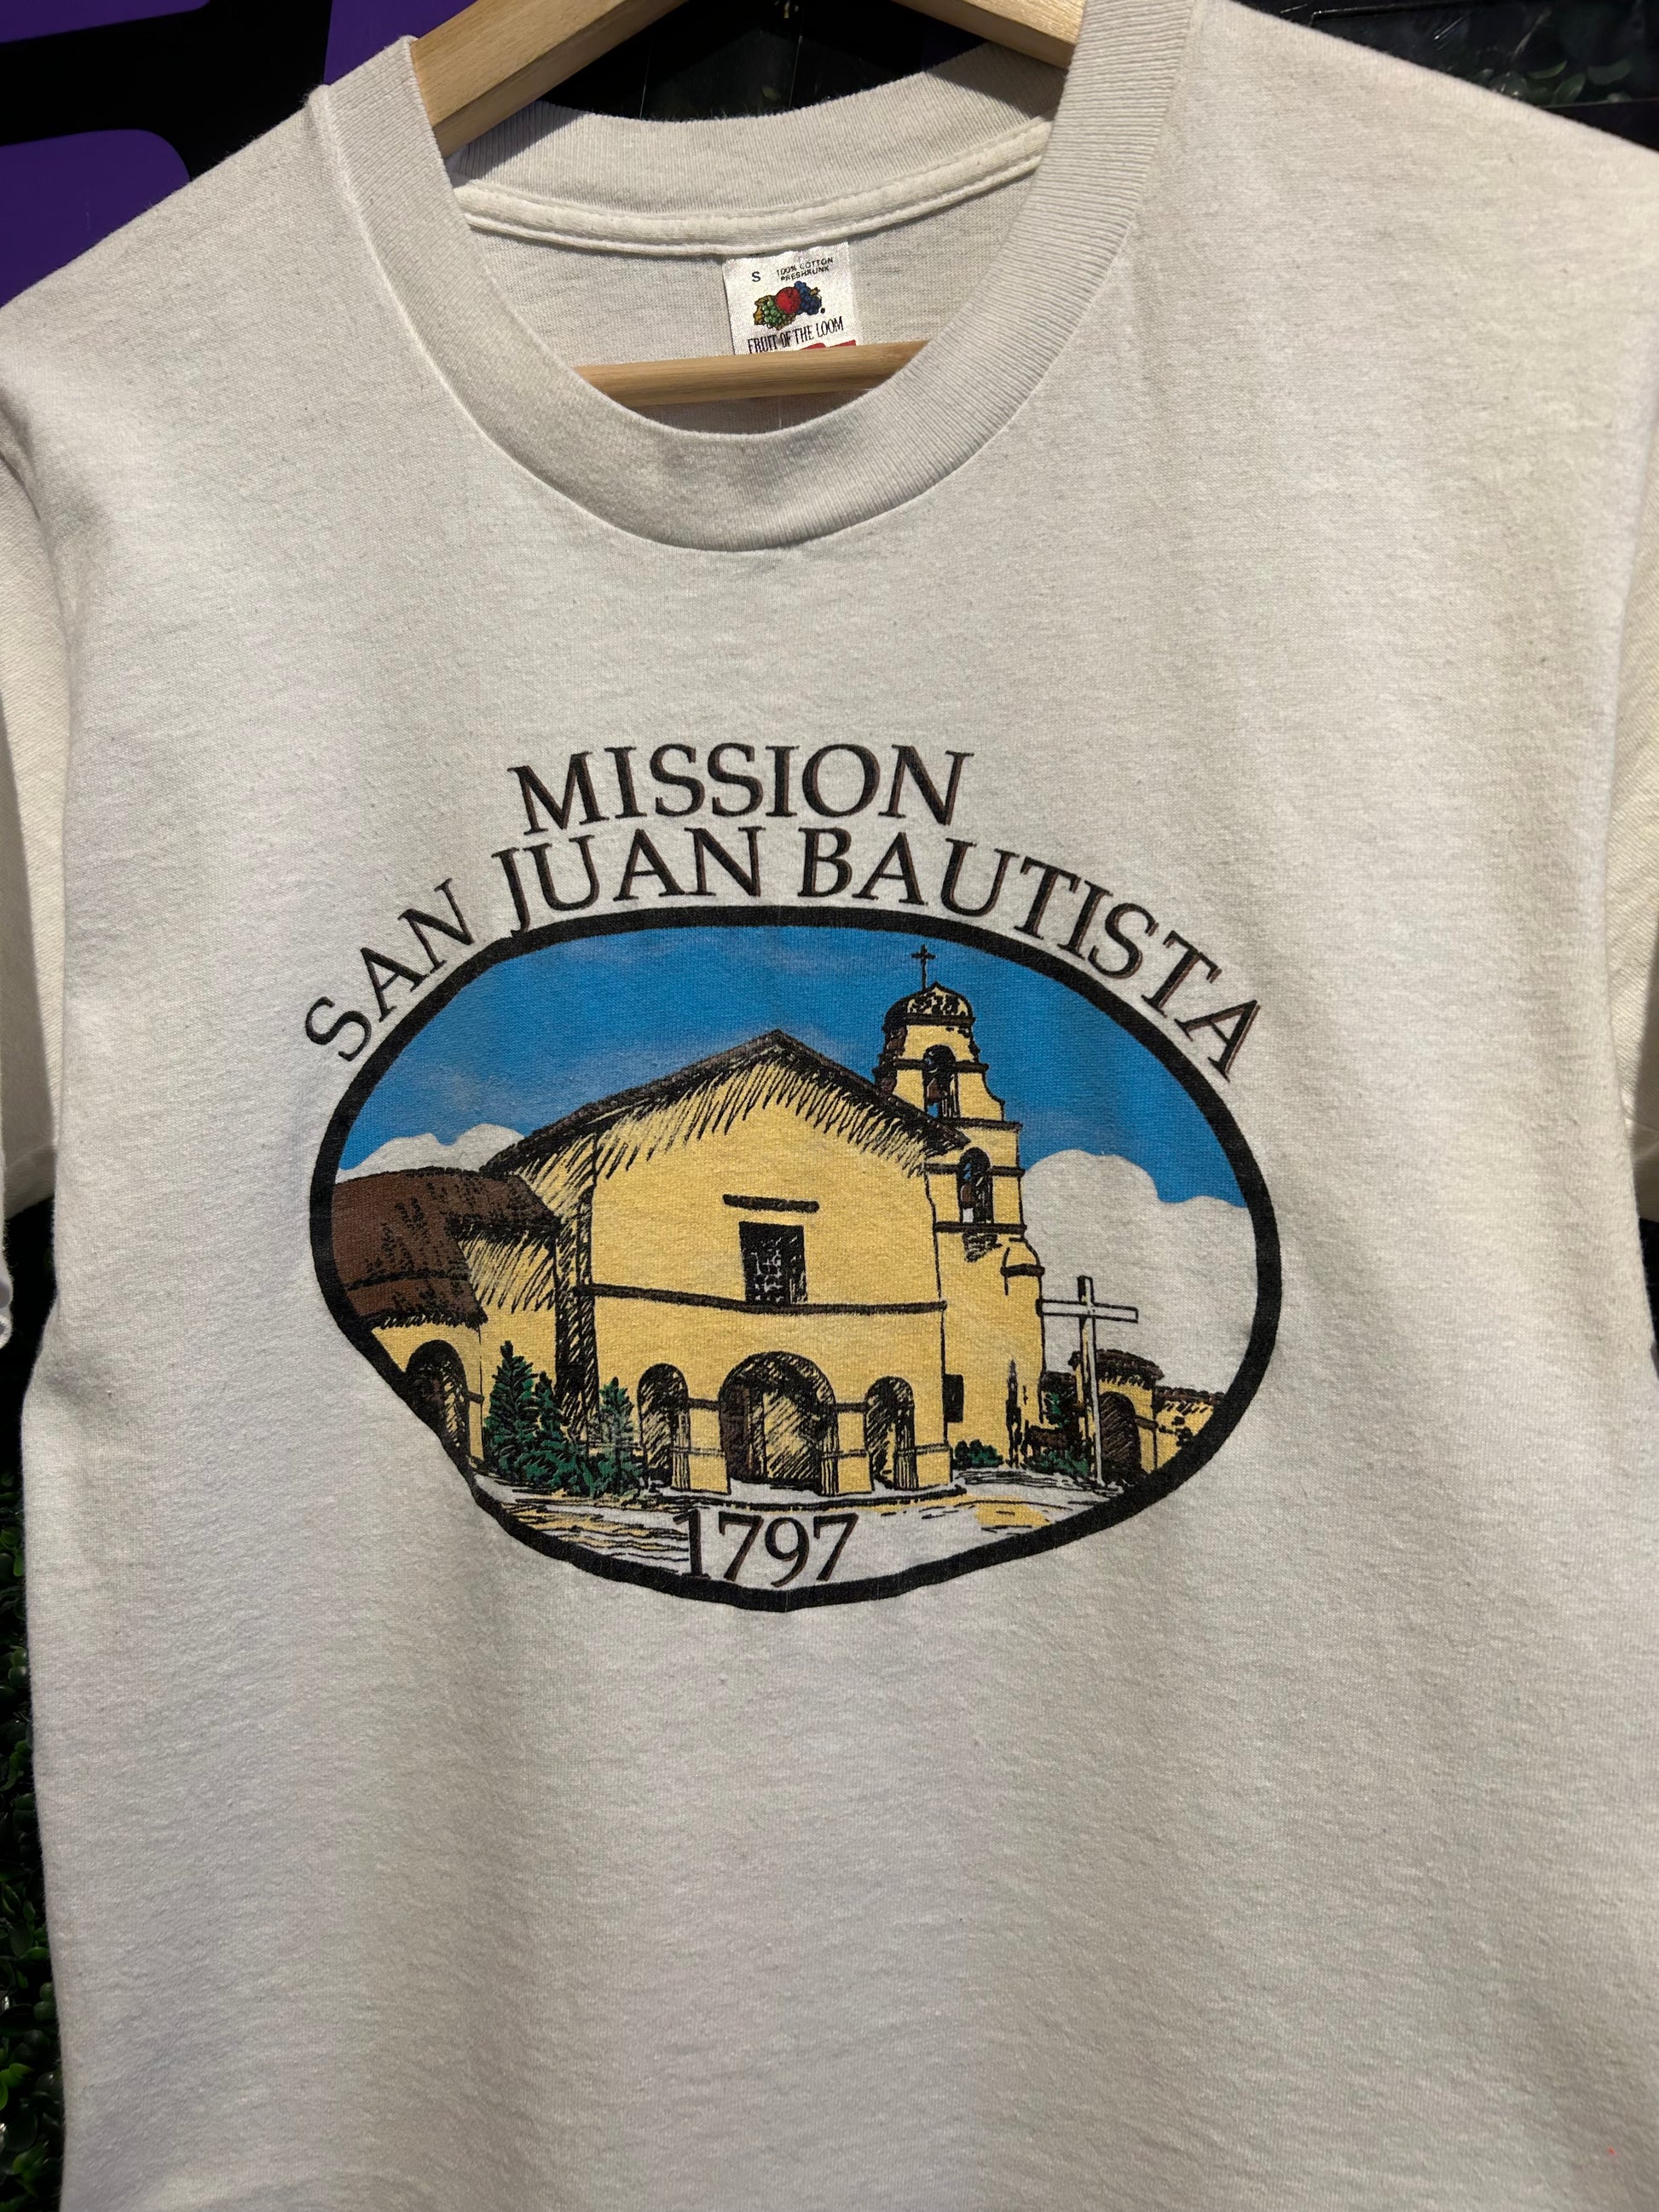 S 100% COTTON
PRESHRUNK
FRUIT OF THE LOOM
MISSION
SAN JUAN BAUTISTA
1797